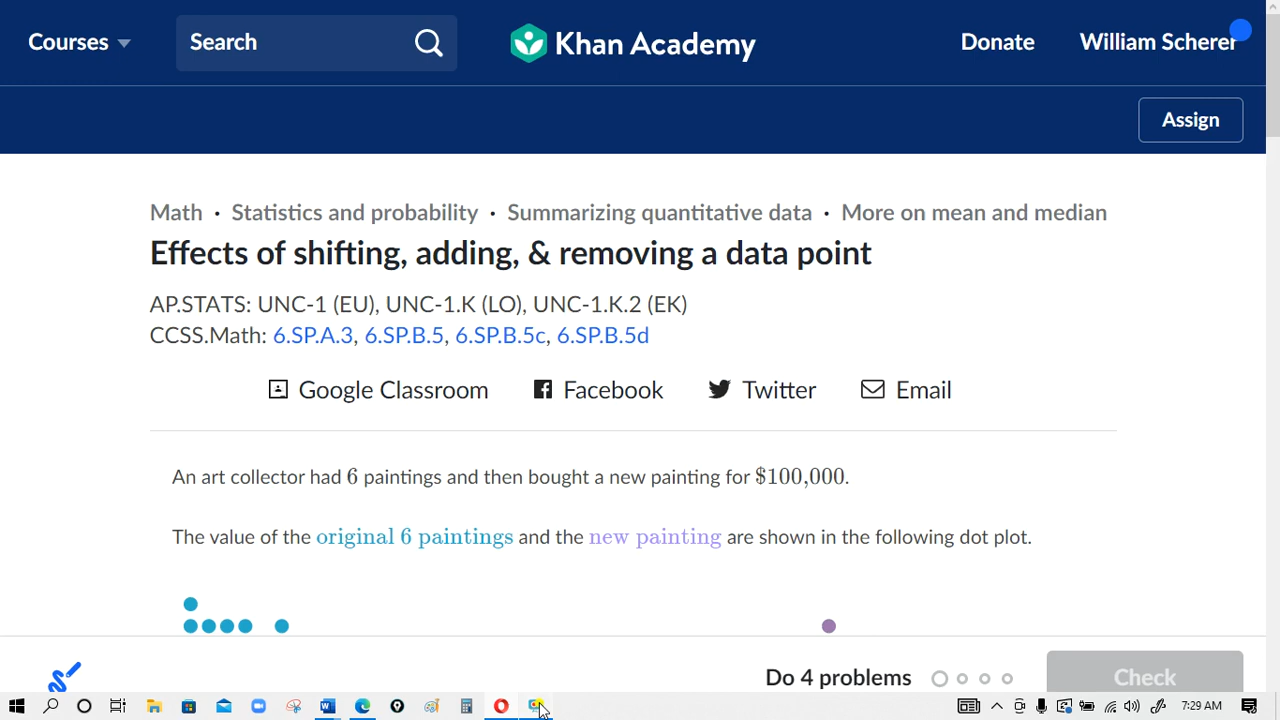 Courses
Search
Khan Academy
Donate
William Scherer
Assign
Math · Statistics and probability · Summarizing quantitative data · More on mean and median
Effects of shifting, adding, & removing a data point
AP.STATS: UNC-1 (EU), UNC-1.K (LO), UNC-1.K.2 (EK)
CCSS.Math: 6.SP.A.3, 6.SP.B.5, 6.SP.B.5c, 6.SP.B.5d
Google Classroom
Facebook
Twitter
Email
An art collector had 6 paintings and then bought a new painting for $100,000.
The value of the original 6 paintings and the new painting are shown in the following dot plot.
Do 4 problems
Check
7:29 AM